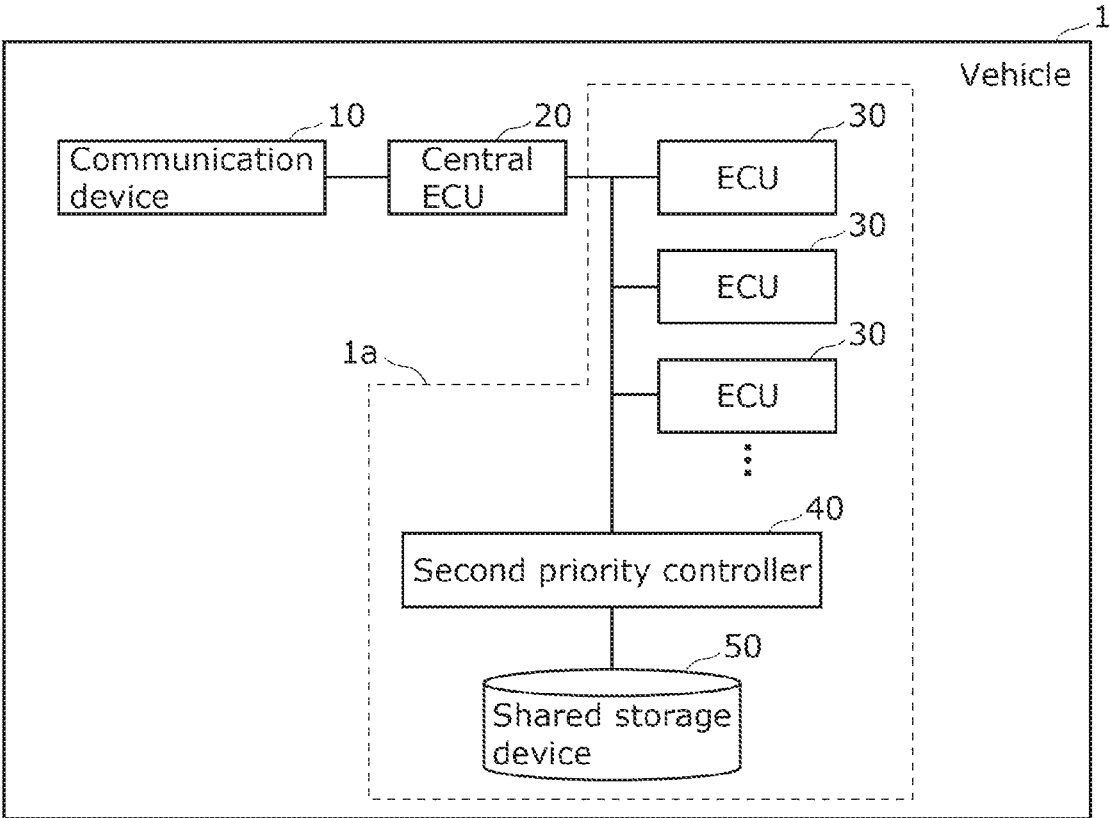 1
Vehicle
10
20
30
Communication
device
Central
ECU
ECU
30
ECU
30
1a
ECU
40
Second priority controller
50
Shared storage
device